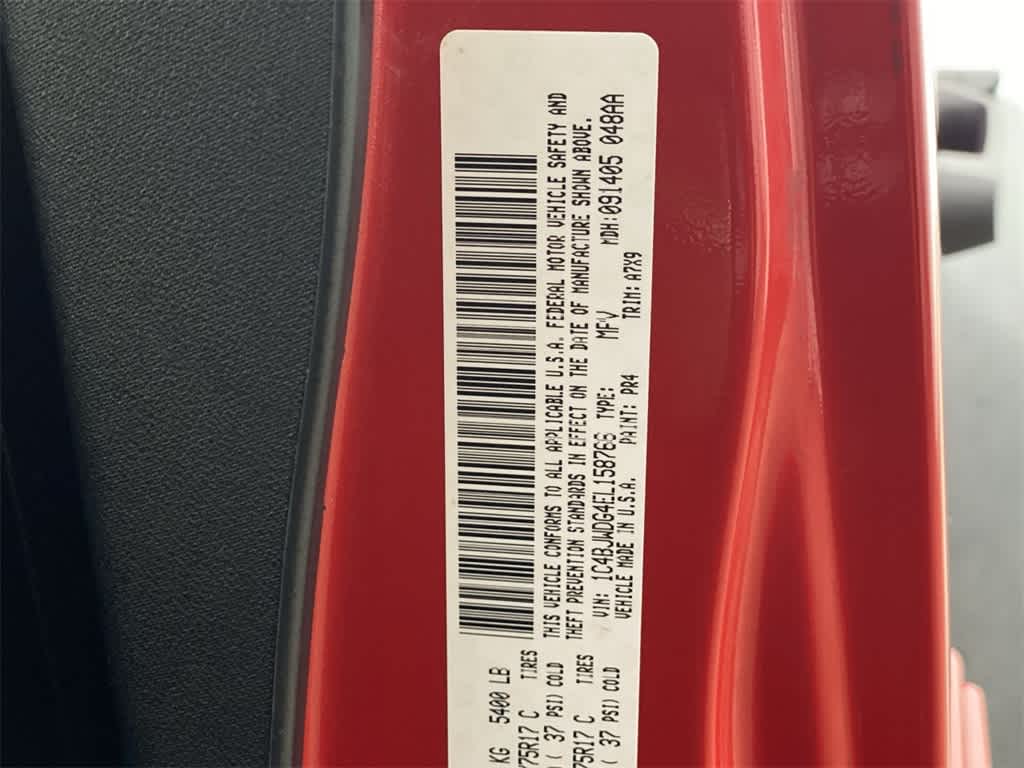 KG 5400 LB
75R17 C TIRES
( 37 PSI) COLD
75R17 C TIRES
( 37 PSI) COLD
THIS VEHICLE CONFORMS TO ALL APPLICABLE U.S.A. FEDERAL MOTOR VEHICLE SAFETY AND
THEFT PREVENTION STANDARDS IN EFFECT ON THE DATE OF MANUFACTURE SHOWN ABOVE.
VIN: 1C4BJWDG4EL158766 TYPE: MPV MDH:091405 048AA
VEHICLE MADE IN U.S.A. PAINT: PR4 TRIM: A7X9